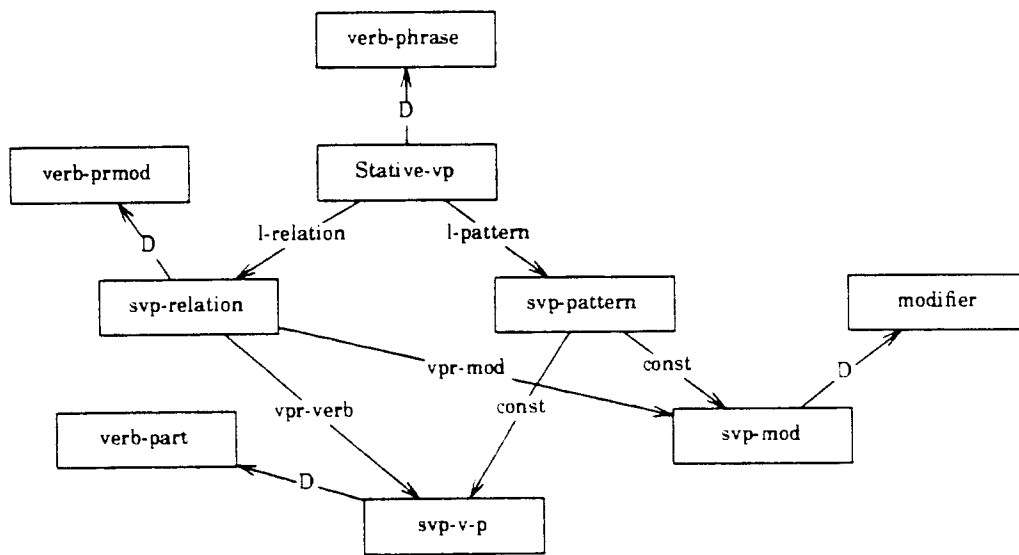 verb-phrase
D
Stative-vp
verb-prmod
l-relation
l-pattern
D
svp-relation
svp-pattern
modifier
vpr-mod
const
D
vpr-verb
const
verb-part
svp-mod
D
svp-v-p